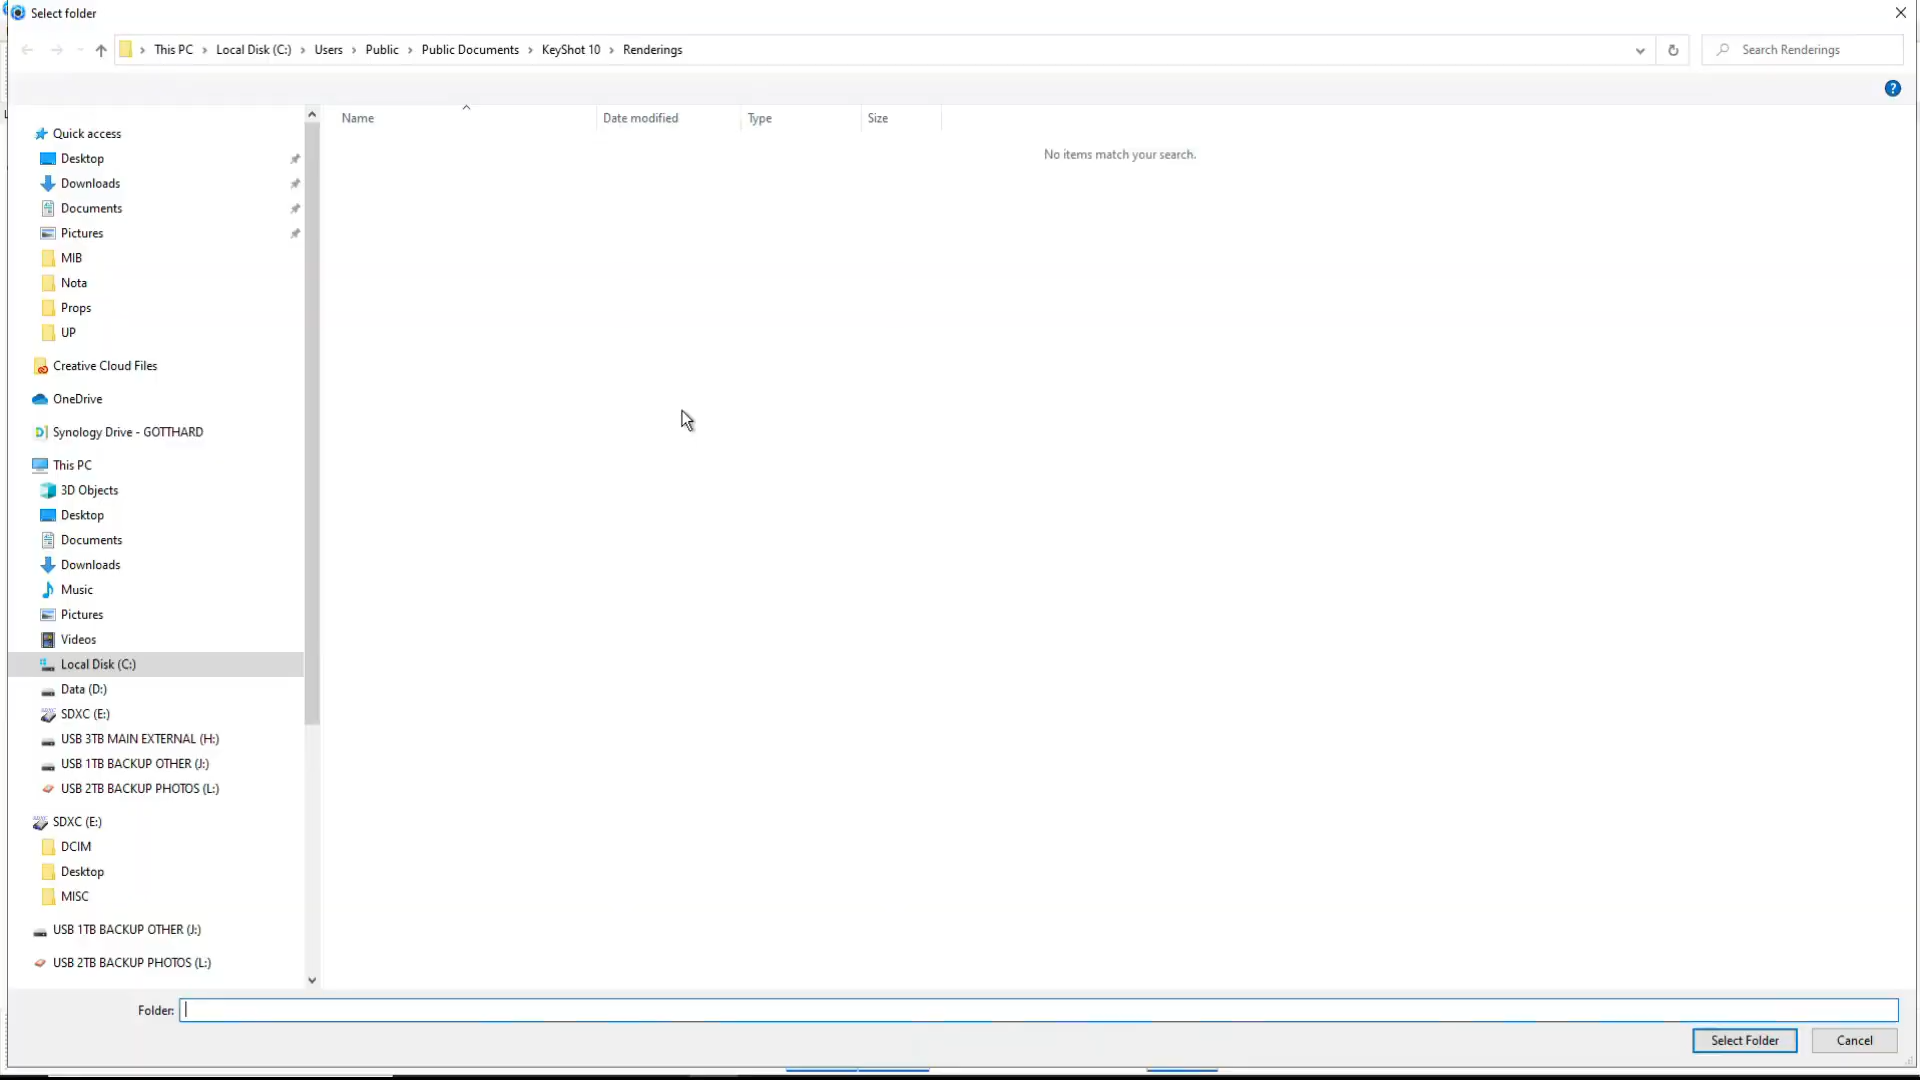 Select folder
This PC > Local Disk (C:) > Users > Public > Public Documents > KeyShot 10 > Renderings
Search Renderings
Name Date modified Type Size
No items match your search.
Quick access
Desktop
Downloads
Documents
Pictures
MIB
Nota
Props
UP
Creative Cloud Files
OneDrive
Synology Drive - GOTTHARD
This PC
3D Objects
Desktop
Documents
Downloads
Music
Pictures
Videos
Local Disk (C:)
Data (D:)
SDXC (E:)
USB 3TB MAIN EXTERNAL (H:)
USB 1TB BACKUP OTHER (J:)
USB 2TB BACKUP PHOTOS (L:)
SDXC (E:)
DCIM
Desktop
MISC
USB 1TB BACKUP OTHER (J:)
USB 2TB BACKUP PHOTOS (L:)
Folder:
Select Folder Cancel